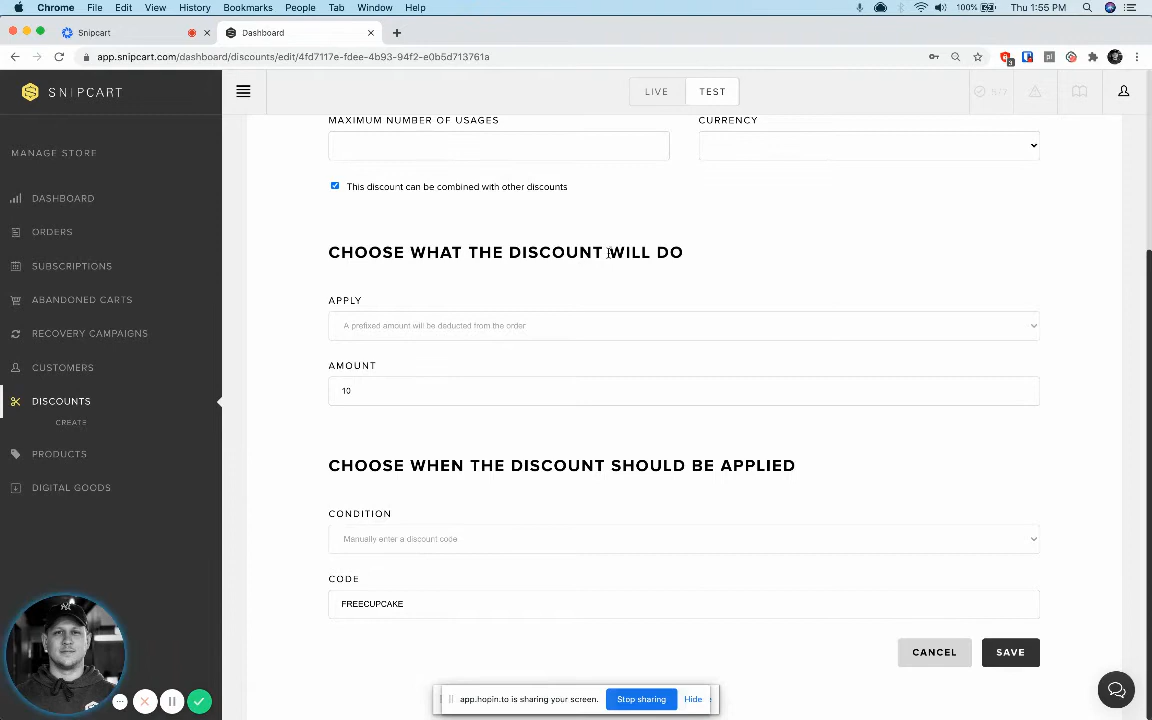 Chrome File Edit View History Bookmarks People Tab Window Help 100% Thu 1:55 PM
Snipcart Dashboard
app.snipcart.com/dashboard/discounts/edit/4fd7117e-fdee-4b93-94f2-e0b5d713761a
SNIPCART
LIVE TEST
5/7
MANAGE STORE
DASHBOARD
ORDERS
SUBSCRIPTIONS
ABANDONED CARTS
RECOVERY CAMPAIGNS
CUSTOMERS
DISCOUNTS
CREATE
PRODUCTS
DIGITAL GOODS
MAXIMUM NUMBER OF USAGES
CURRENCY
This discount can be combined with other discounts
CHOOSE WHAT THE DISCOUNT WILL DO
APPLY
A prefixed amount will be deducted from the order
AMOUNT
10
CHOOSE WHEN THE DISCOUNT SHOULD BE APPLIED
CONDITION
Manually enter a discount code
CODE
FREECUPCAKE
CANCEL SAVE
app.hopin.to is sharing your screen. Stop sharing Hide